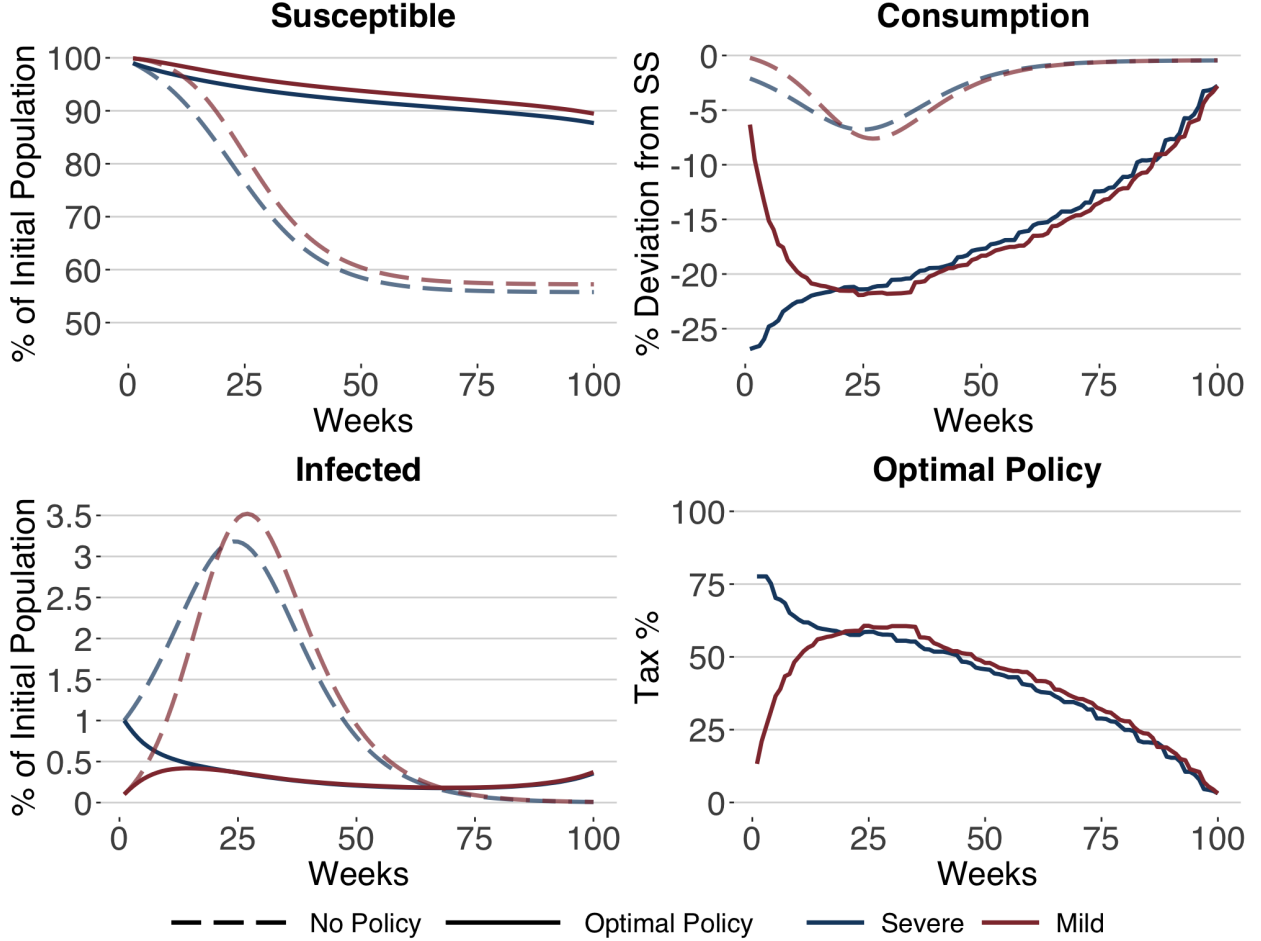 Susceptible
% of Initial Population
100
90
80
70
60
50
0 25 50 75 100
Weeks
Consumption
% Deviation from SS
0
-5
-10
-15
-20
-25
0 25 50 75 100
Weeks
Infected
% of Initial Population
3.5
3
2.5
2
1.5
1
0.5
0
0 25 50 75 100
Weeks
Optimal Policy
Tax %
100
75
50
25
0
0 25 50 75 100
Weeks
No Policy Optimal Policy Severe Mild